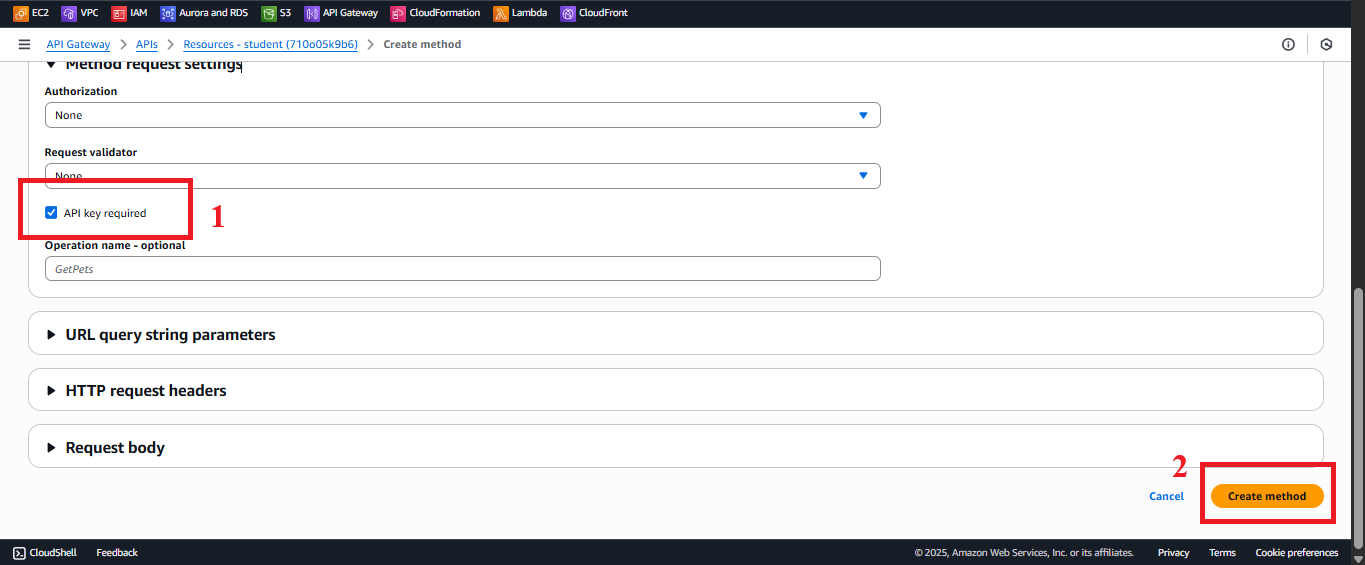 EC2 VPC IAM Aurora and RDS S3 API Gateway CloudFormation Lambda CloudFront
API Gateway > APIs > Resources - student (710o05k9b6) > Create method
Method request settings
Authorization
None
Request validator
None
API key required
1
Operation name - optional
GetPets
URL query string parameters
HTTP request headers
Request body
2
Cancel Create method
CloudShell Feedback © 2025, Amazon Web Services, Inc. or its affiliates. Privacy Terms Cookie preferences